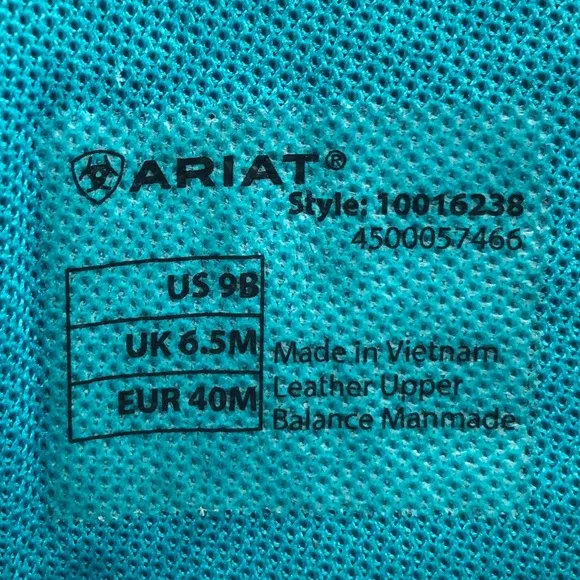 ARIAT®
Style: 10016238
4500057466
US 9B
UK 6.5M
EUR 40M
Made in Vietnam
Leather Upper
Balance Manmade